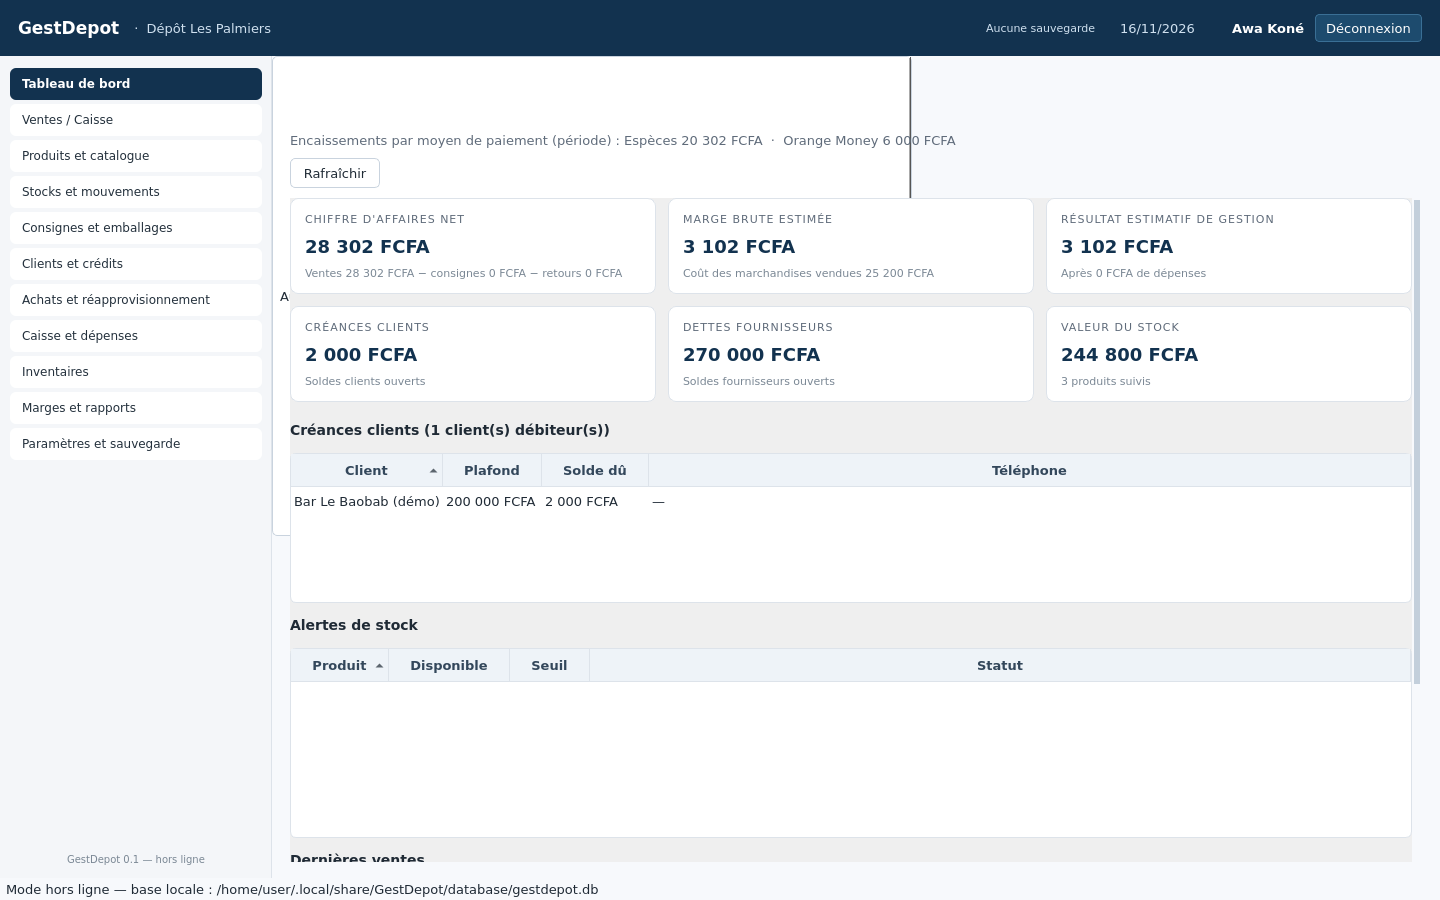 GestDepot · Dépôt Les Palmiers
Aucune sauvegarde 16/11/2026 Awa Koné Déconnexion
Tableau de bord
Ventes / Caisse
Produits et catalogue
Stocks et mouvements
Consignes et emballages
Clients et crédits
Achats et réapprovisionnement
Caisse et dépenses
Inventaires
Marges et rapports
Paramètres et sauvegarde
GestDepot 0.1 — hors ligne
Encaissements par moyen de paiement (période) : Espèces 20 302 FCFA · Orange Money 6 000 FCFA
Rafraîchir
A
CHIFFRE D'AFFAIRES NET
28 302 FCFA
Ventes 28 302 FCFA − consignes 0 FCFA − retours 0 FCFA
MARGE BRUTE ESTIMÉE
3 102 FCFA
Coût des marchandises vendues 25 200 FCFA
RÉSULTAT ESTIMATIF DE GESTION
3 102 FCFA
Après 0 FCFA de dépenses
CRÉANCES CLIENTS
2 000 FCFA
Soldes clients ouverts
DETTES FOURNISSEURS
270 000 FCFA
Soldes fournisseurs ouverts
VALEUR DU STOCK
244 800 FCFA
3 produits suivis
Créances clients (1 client(s) débiteur(s))
Client Plafond Solde dû Téléphone
Bar Le Baobab (démo) 200 000 FCFA 2 000 FCFA —
Alertes de stock
Produit Disponible Seuil Statut
Dernières ventes
Mode hors ligne — base locale : /home/user/.local/share/GestDepot/database/gestdepot.db